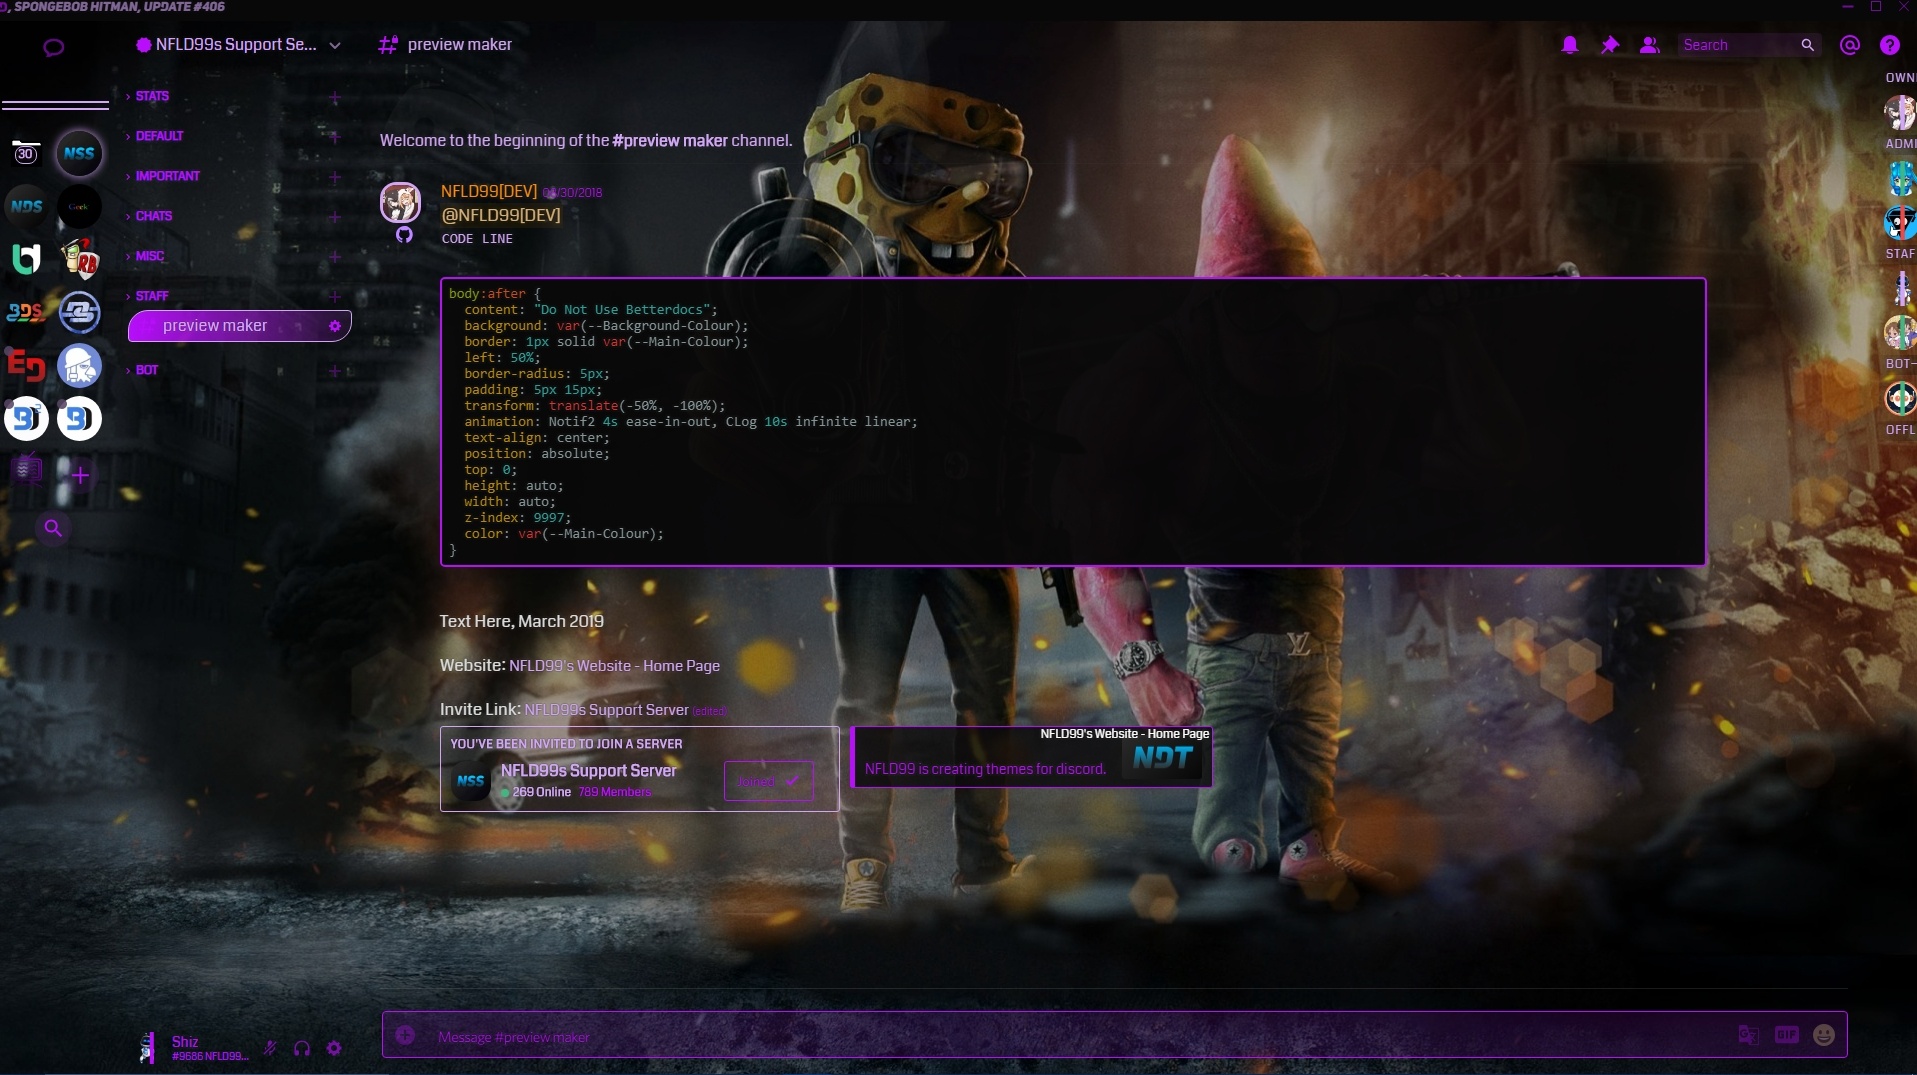 , SPONGEBOB HITMAN, UPDATE #406
NFLD99s Support Se...
preview maker
Search
STATS
DEFAULT
IMPORTANT
CHATS
MISC
STAFF
preview maker
BOT
30
NSS
NDS
Geek
RB
3DS
ED
Welcome to the beginning of the #preview maker channel.
NFLD99[DEV] /30/2018
@NFLD99[DEV]
CODE LINE
body:after {
content: "Do Not Use Betterdocs";
background: var(--Background-Colour);
border: 1px solid var(--Main-Colour);
left: 50%;
border-radius: 5px;
padding: 5px 15px;
transform: translate(-50%, -100%);
animation: Notif2 4s ease-in-out, CLog 10s infinite linear;
text-align: center;
position: absolute;
top: 0;
height: auto;
width: auto;
z-index: 9997;
color: var(--Main-Colour);
}
Text Here, March 2019
Website: NFLD99's Website - Home Page
Invite Link: NFLD99s Support Server (edited)
YOU'VE BEEN INVITED TO JOIN A SERVER
NSS
NFLD99s Support Server
269 Online 789 Members
Joined
NFLD99's Website - Home Page
NFLD99 is creating themes for discord.
NDT
OWN
ADMI
STAF
BOT-
OFFL
Shiz
#9686 NFLD99...
Message #preview maker
GIF